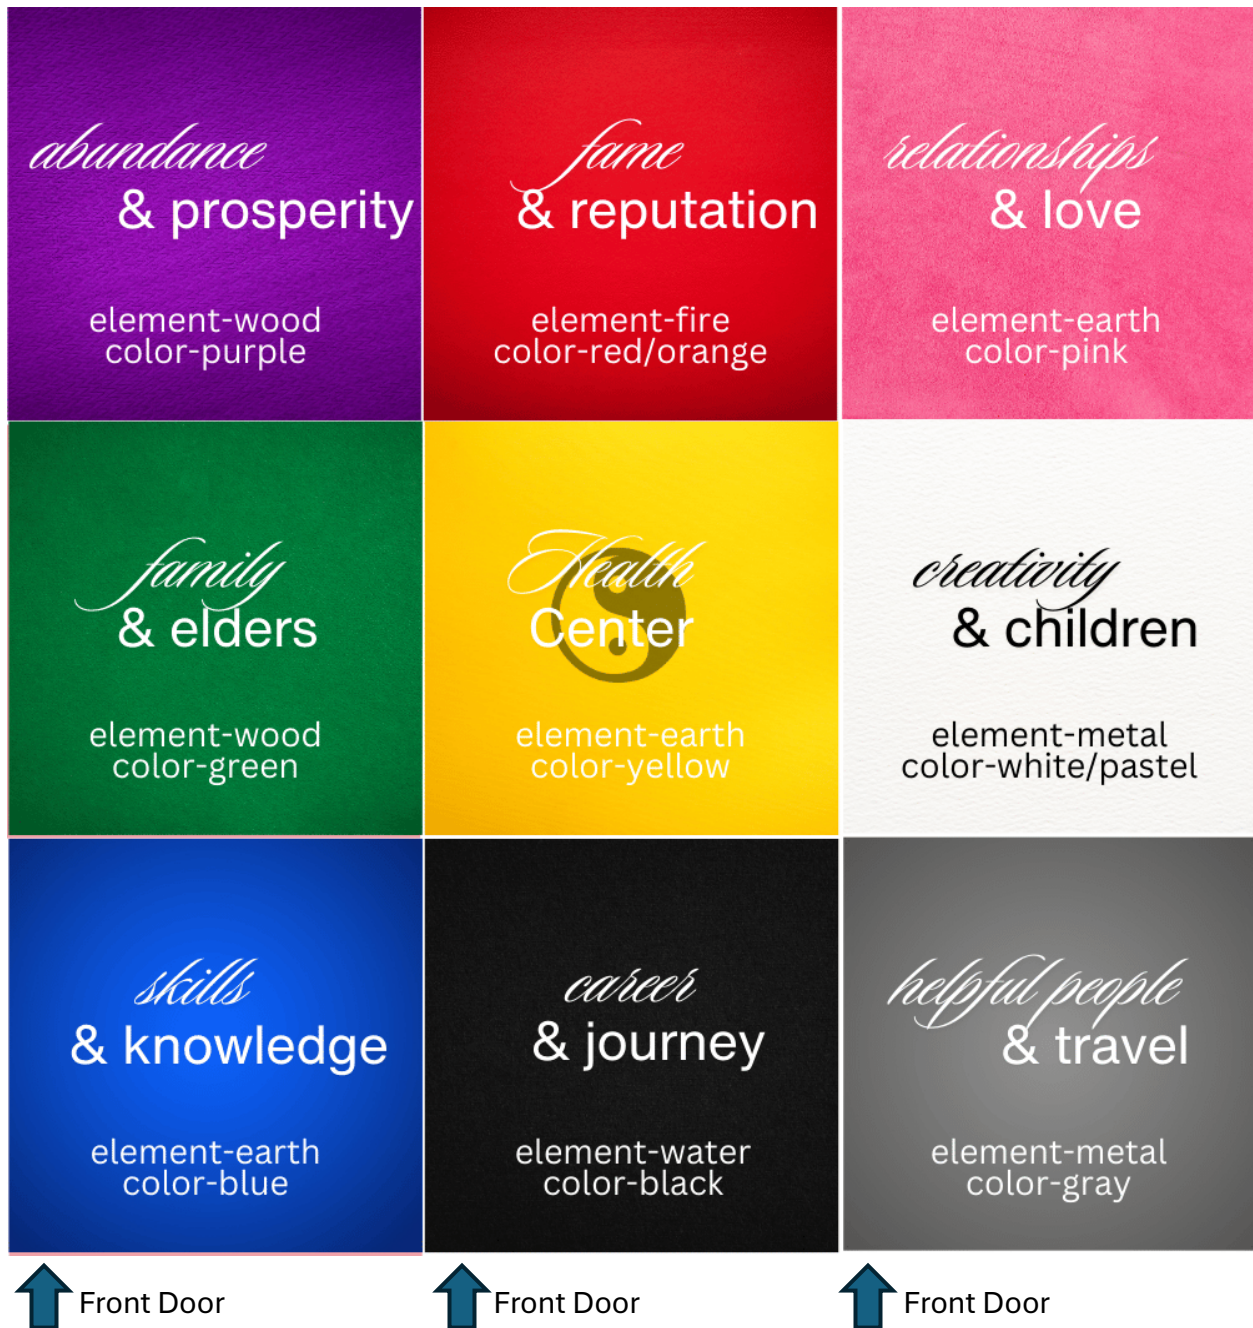 abundance
& prosperity
element-wood
color-purple
fame
& reputation
element-fire
color-red/orange
relationships
& love
element-earth
color-pink
family
& elders
element-wood
color-green
Health
Center
element-earth
color-yellow
creativity
& children
element-metal
color-white/pastel
skills
& knowledge
element-earth
color-blue
career
& journey
element-water
color-black
helpful people
& travel
element-metal
color-gray
Front Door
Front Door
Front Door